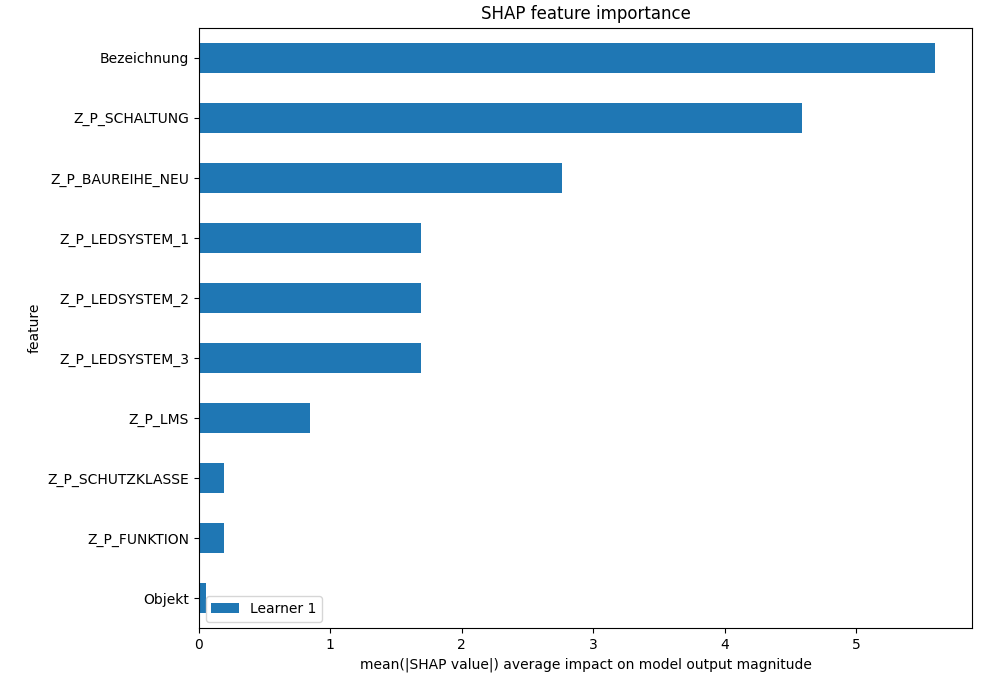 SHAP feature importance
Bezeichnung
Z_P_SCHALTUNG
Z_P_BAUREIHE_NEU
Z_P_LEDSYSTEM_1
Z_P_LEDSYSTEM_2
Z_P_LEDSYSTEM_3
Z_P_LMS
Z_P_SCHUTZKLASSE
Z_P_FUNKTION
Objekt
feature
Learner 1
0 1 2 3 4 5
mean(|SHAP value|) average impact on model output magnitude